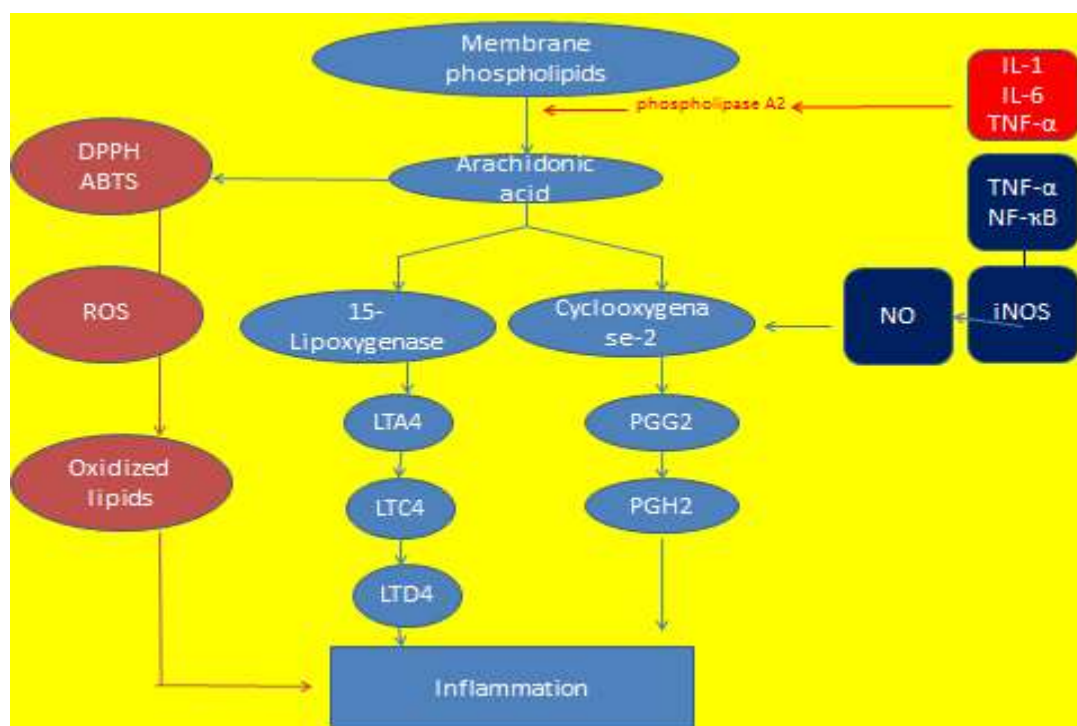 Membrane
phospholipids
IL-1
IL-6
TNF-α
phospholipase A2
DPPH
ABTS
Arachidonic
acid
TNF-α
NF-κB
ROS
15-
Lipoxygenase
Cyclooxygena
se-2
NO
iNOS
LTA4
PGG2
Oxidized
lipids
LTC4
PGH2
LTD4
Inflammation